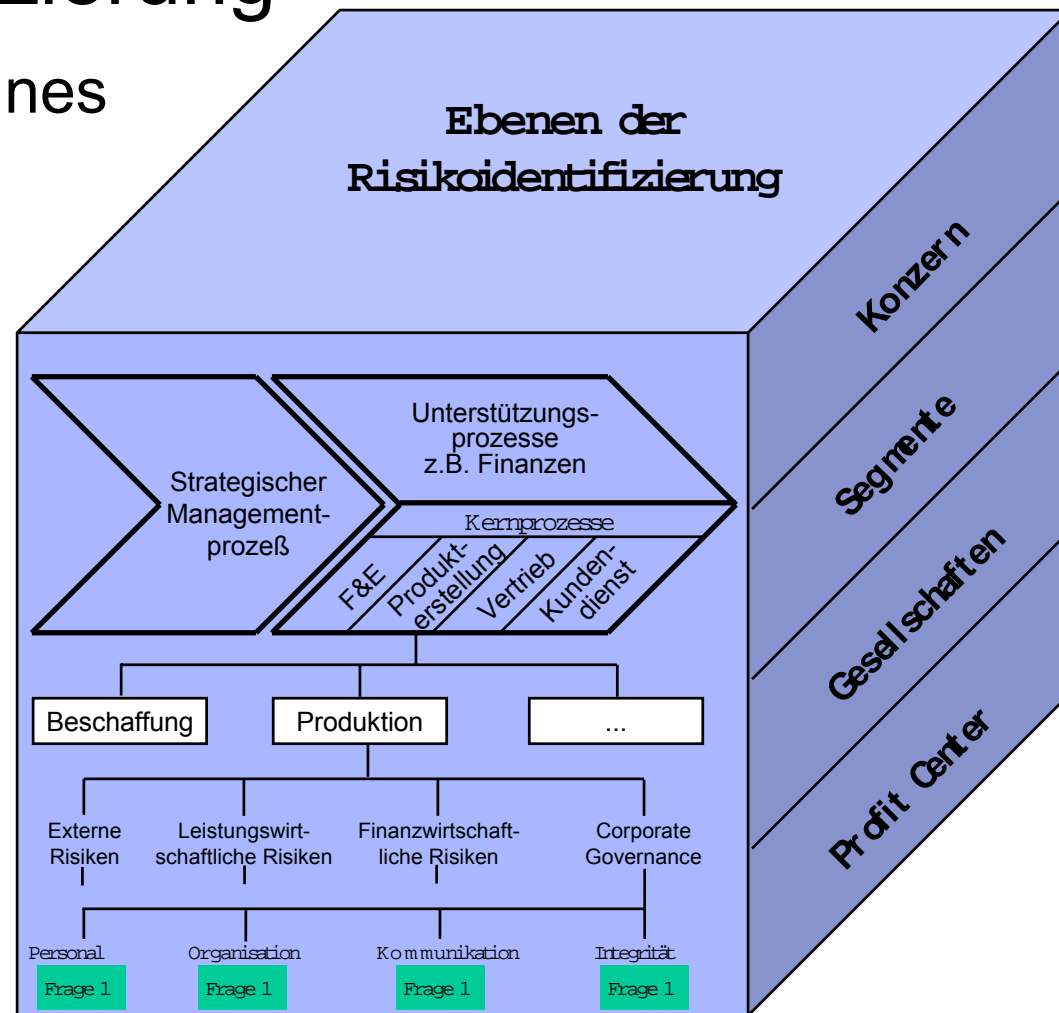 zierung
nes
Ebenen der
Risikoidentifizierung
Konzern
Segmente
Gesellschaften
Profit Center
Unterstützungs-
prozesse
z.B. Finanzen
Strategischer
Management-
prozeß
Kernprozesse
F&E
Produkt-
erstellung
Vertrieb
Kunden-
dienst
Beschaffung
Produktion
...
Externe
Risiken
Leistungswirt-
schaftliche Risiken
Finanzwirtschaft-
liche Risiken
Corporate
Governance
Personal
Organisation
Kommunikation
Integrität
Frage 1
Frage 1
Frage 1
Frage 1